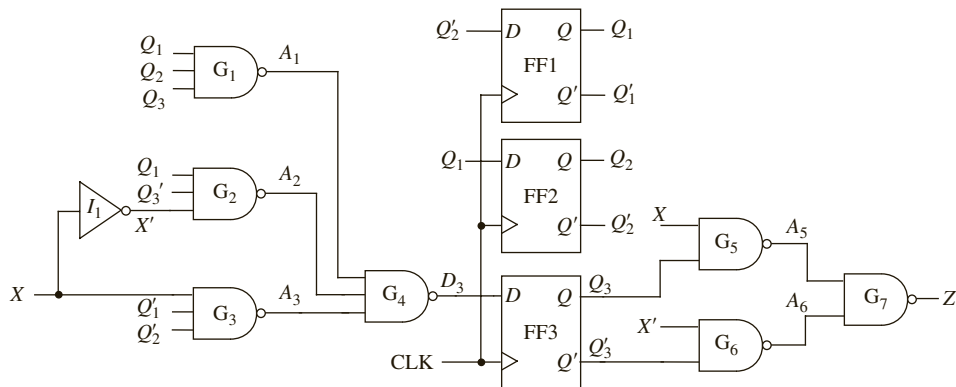 Q₁
Q₂
Q₃
G₁
A₁
Q₁
Q₃′
X′
I₁
G₂
A₂
X
Q′₁
Q′₂
G₃
A₃
G₄
D₃
CLK
Q′₂
D
Q
Q₁
FF1
Q′
Q′₁
Q₁
D
Q
Q₂
FF2
Q′
Q′₂
D
Q
Q₃
FF3
Q′
Q′₃
X
G₅
A₅
X′
G₆
A₆
G₇
Z